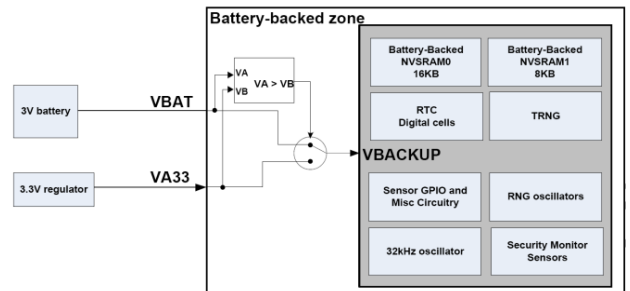 Battery-backed zone
3V battery
VBAT
3.3V regulator
VA33
VA
VB
VA > VB
VBACKUP
Battery-Backed
NVSRAM0
16KB
Battery-Backed
NVSRAM1
8KB
RTC
Digital cells
TRNG
Sensor GPIO and
Misc Circuitry
RNG oscillators
32kHz oscillator
Security Monitor
Sensors